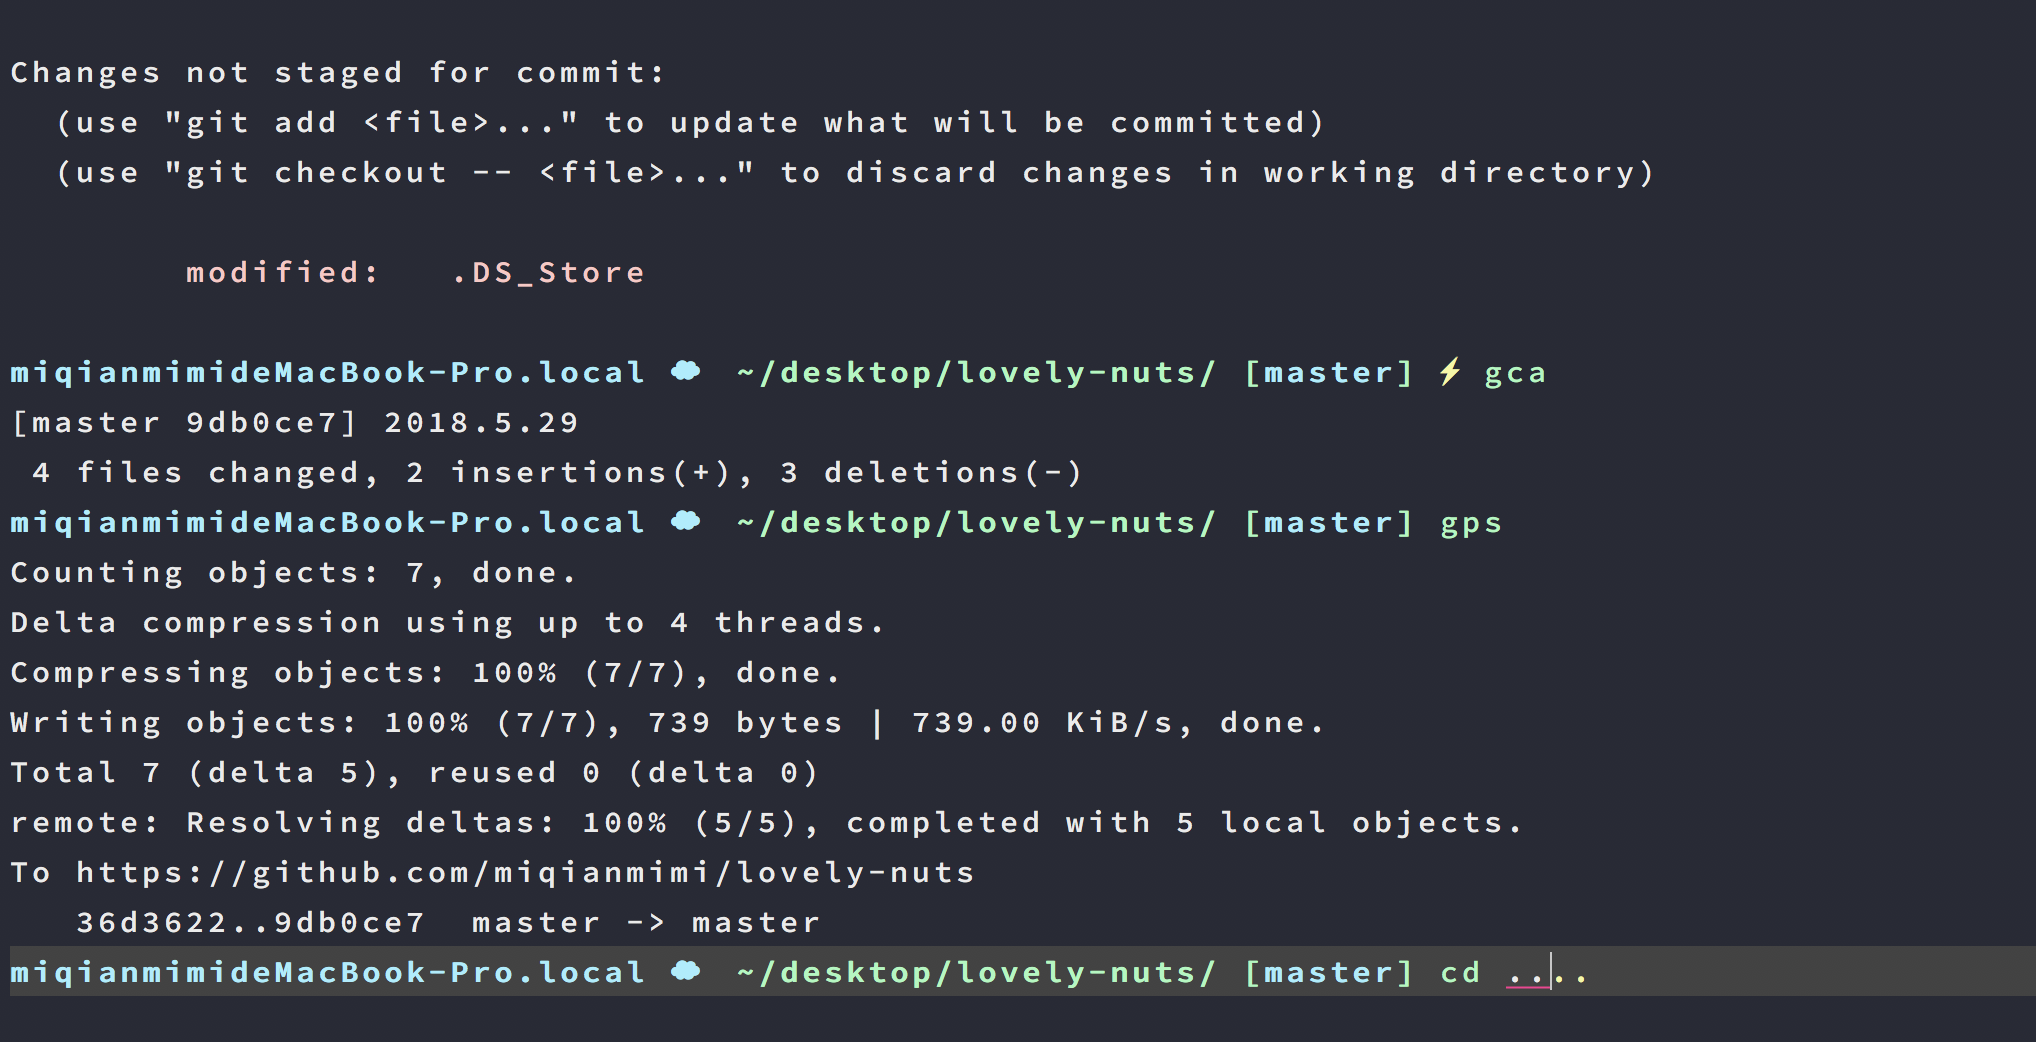 Changes not staged for commit:
  (use "git add <file>..." to update what will be committed)
  (use "git checkout -- <file>..." to discard changes in working directory)
        modified:   .DS_Store
miqianmimideMacBook-Pro.local ☁  ~/desktop/lovely-nuts/ [master] ⚡ gca
[master 9db0ce7] 2018.5.29
 4 files changed, 2 insertions(+), 3 deletions(-)
miqianmimideMacBook-Pro.local ☁  ~/desktop/lovely-nuts/ [master] gps
Counting objects: 7, done.
Delta compression using up to 4 threads.
Compressing objects: 100% (7/7), done.
Writing objects: 100% (7/7), 739 bytes | 739.00 KiB/s, done.
Total 7 (delta 5), reused 0 (delta 0)
remote: Resolving deltas: 100% (5/5), completed with 5 local objects.
To https://github.com/miqianmimi/lovely-nuts
   36d3622..9db0ce7  master -> master
miqianmimideMacBook-Pro.local ☁  ~/desktop/lovely-nuts/ [master] cd ....